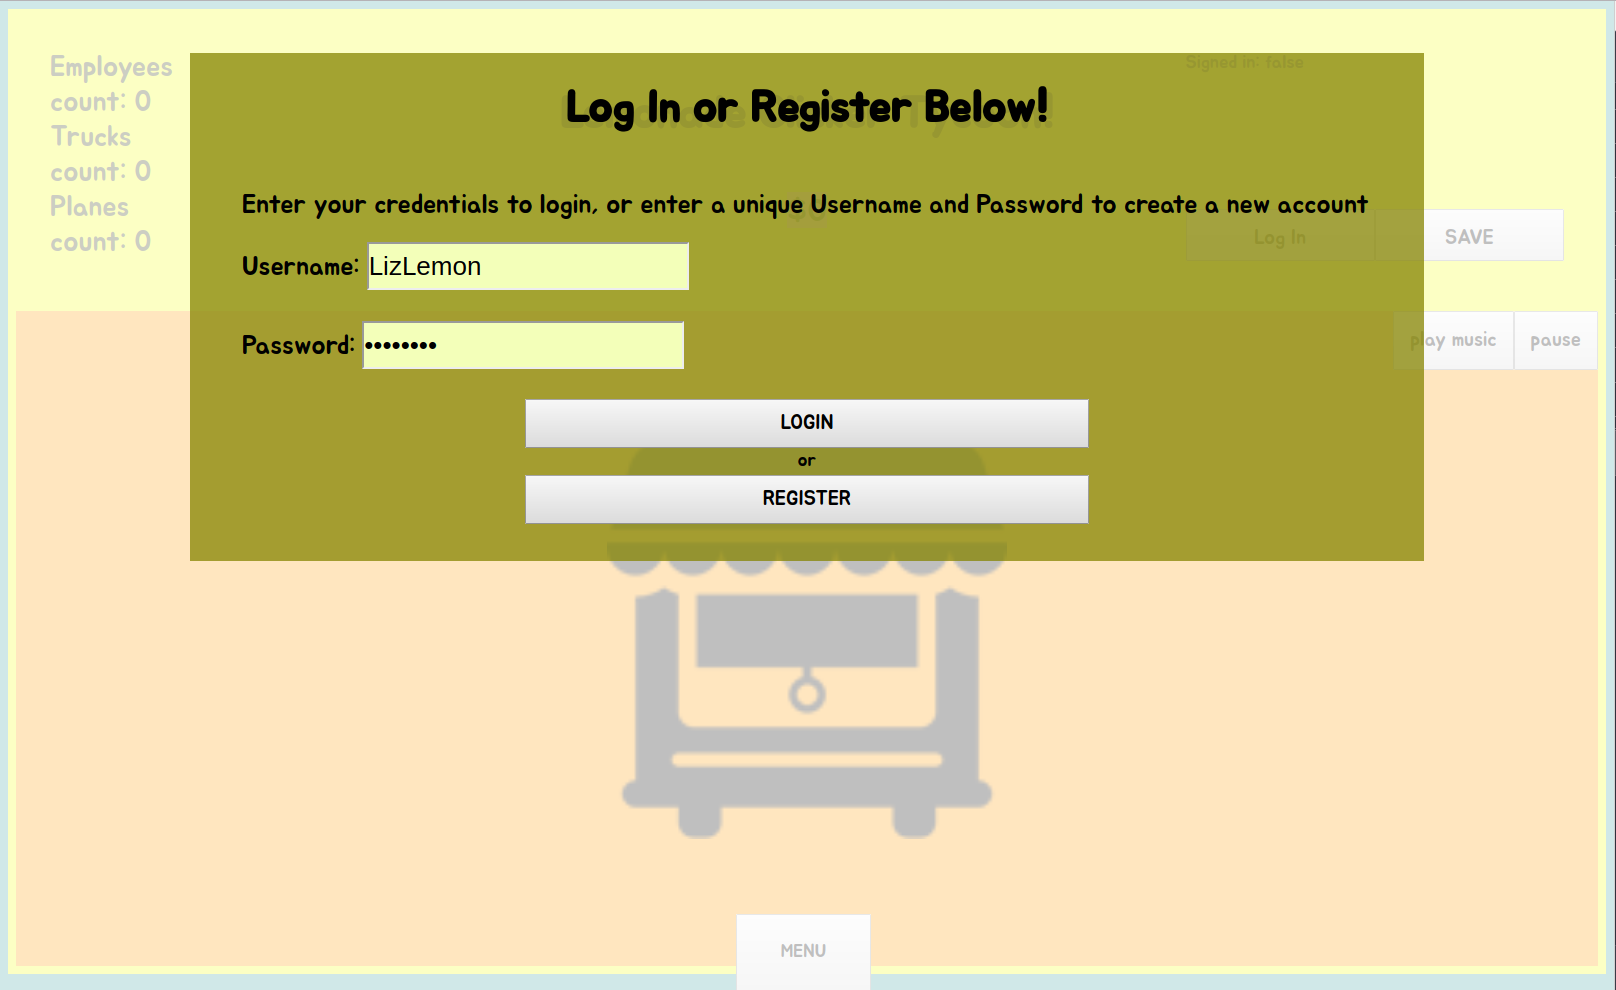 Employees
count: 0
Trucks
count: 0
Planes
count: 0
Signed in: false
Log In or Register Below!
Enter your credentials to login, or enter a unique Username and Password to create a new account
Log In
SAVE
Username: LizLemon
Password: ••••••••
play music
pause
LOGIN
or
REGISTER
MENU